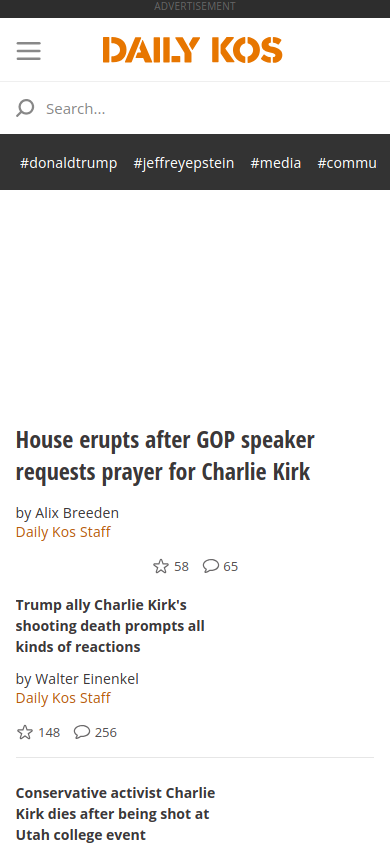 ADVERTISEMENT
DAILY KOS
Search...
#donaldtrump #jeffreyepstein #media #commu
House erupts after GOP speaker
requests prayer for Charlie Kirk
by Alix Breeden
Daily Kos Staff
58 65
Trump ally Charlie Kirk's
shooting death prompts all
kinds of reactions
by Walter Einenkel
Daily Kos Staff
148 256
Conservative activist Charlie
Kirk dies after being shot at
Utah college event